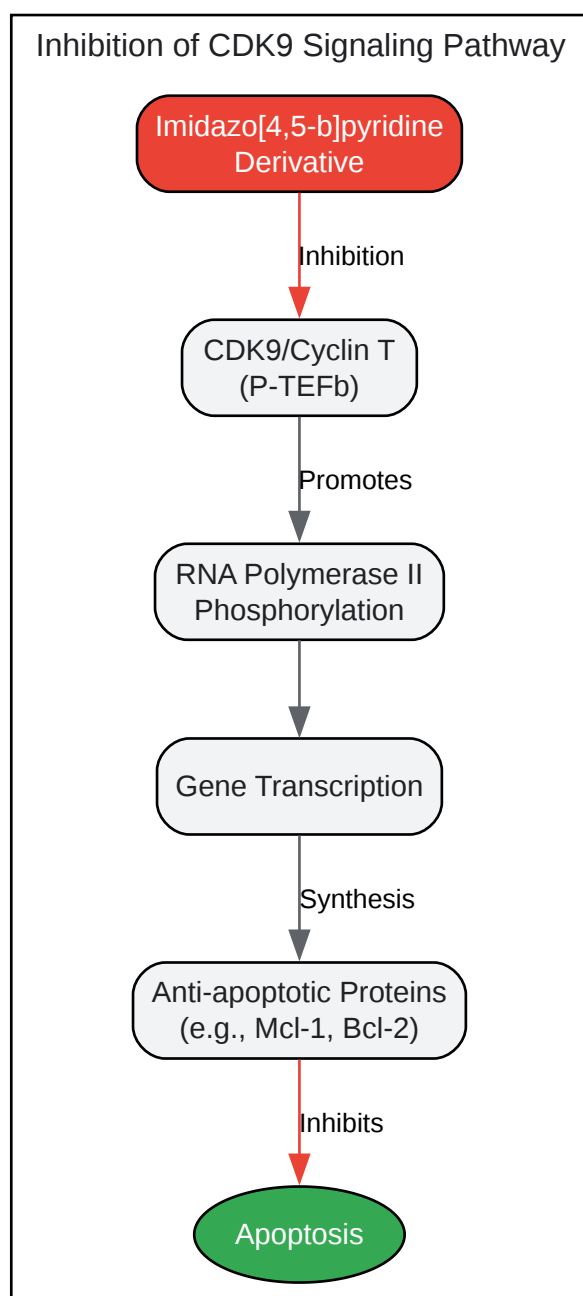 Inhibition of CDK9 Signaling Pathway
Imidazo[4,5-b]pyridine
Derivative
Inhibition
CDK9/Cyclin T
(P-TEFb)
Promotes
RNA Polymerase II
Phosphorylation
Gene Transcription
Synthesis
Anti-apoptotic Proteins
(e.g., Mcl-1, Bcl-2)
Inhibits
Apoptosis